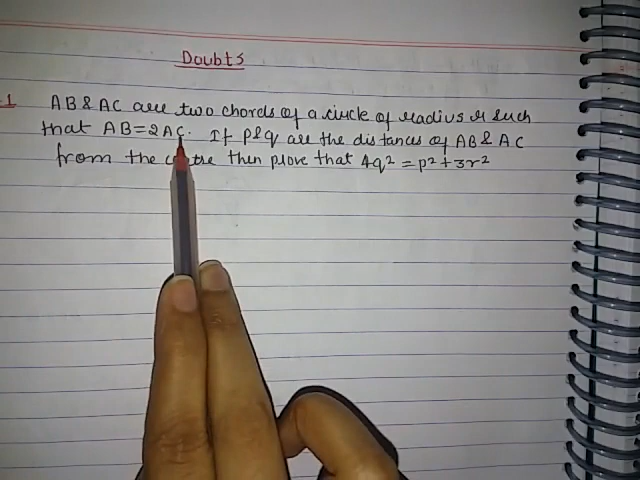 Doubts
1 AB & AC are two chords of a circle of radius r such
that AB=2AC. If p & q are the distances of AB & AC
from the centre then prove that 4q² = p² + 3r²